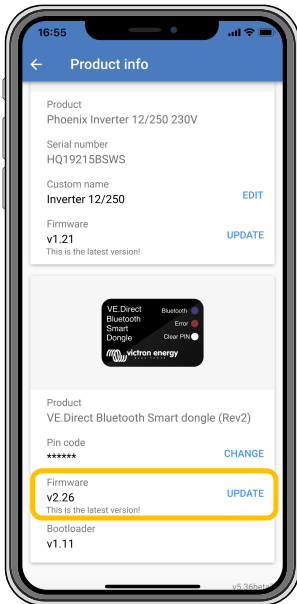 16:55
Product info
Product
Phoenix Inverter 12/250 230V
Serial number
HQ19215BSWS
Custom name
Inverter 12/250
EDIT
Firmware
v1.21
UPDATE
This is the latest version!
VE.Direct
Bluetooth
Smart
Dongle
Bluetooth
Error
Clear PIN
victron energy
BLUE POWER
Product
VE.Direct Bluetooth Smart dongle (Rev2)
Pin code
******
CHANGE
Firmware
v2.26
UPDATE
This is the latest version!
Bootloader
v1.11